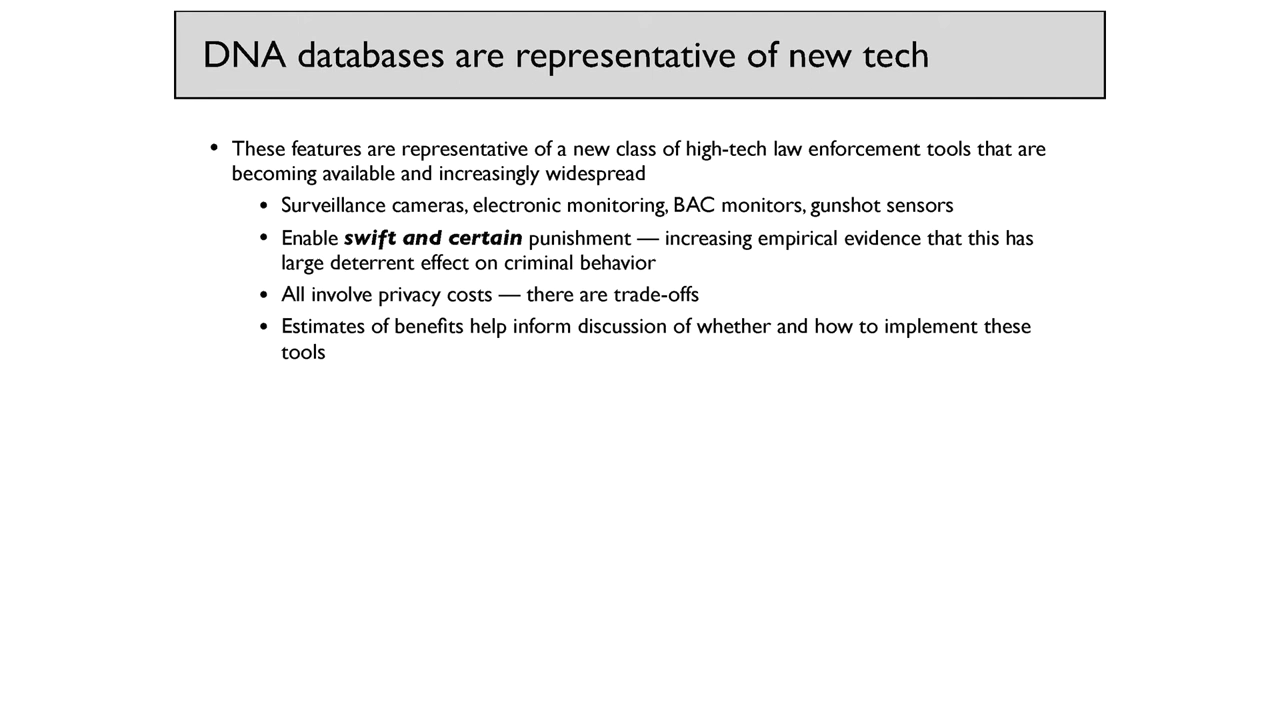 DNA databases are representative of new tech
• These features are representative of a new class of high-tech law enforcement tools that are
becoming available and increasingly widespread
• Surveillance cameras, electronic monitoring, BAC monitors, gunshot sensors
• Enable swift and certain punishment — increasing empirical evidence that this has
large deterrent effect on criminal behavior
• All involve privacy costs — there are trade-offs
• Estimates of benefits help inform discussion of whether and how to implement these
tools